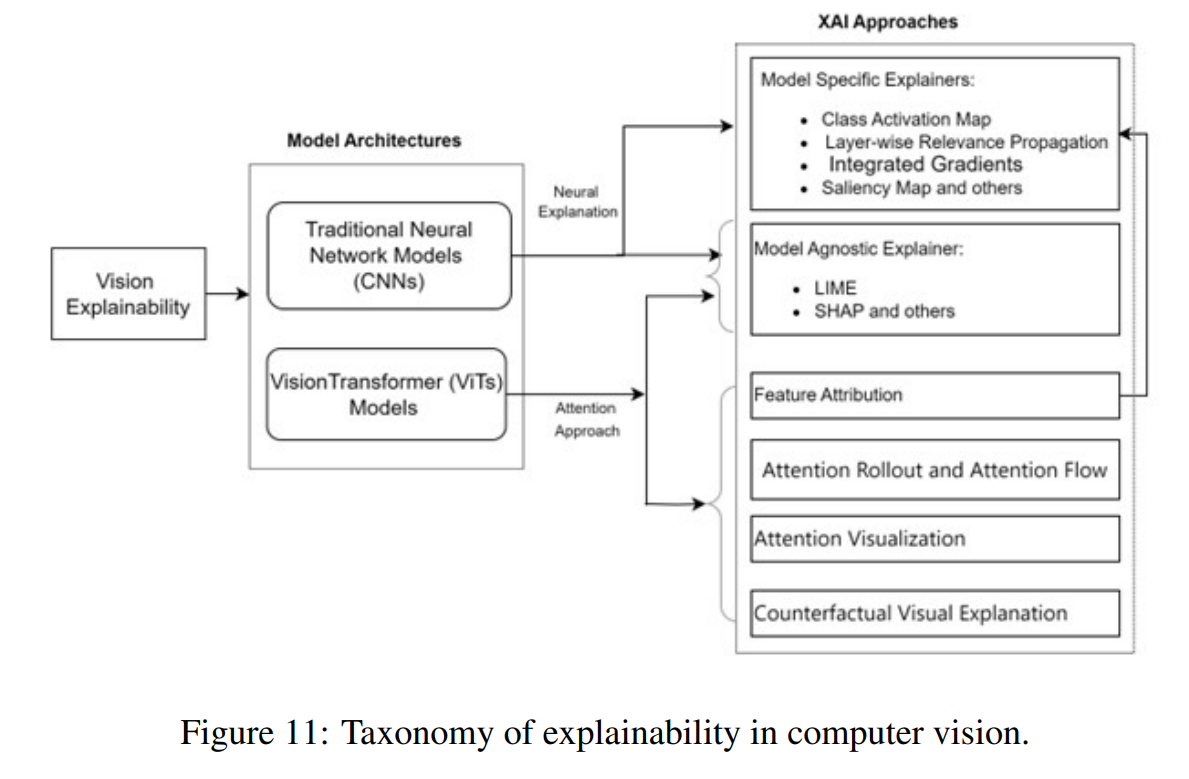 XAI Approaches
Model Specific Explainers:
• Class Activation Map
• Layer-wise Relevance Propagation
• Integrated Gradients
• Saliency Map and others
Model Architectures
Neural
Explanation
Traditional Neural
Network Models
(CNNs)
Vision
Explainability
Model Agnostic Explainer:
• LIME
• SHAP and others
VisionTransformer (ViTs)
Models
Attention
Approach
Feature Attribution
Attention Rollout and Attention Flow
Attention Visualization
Counterfactual Visual Explanation
Figure 11: Taxonomy of explainability in computer vision.